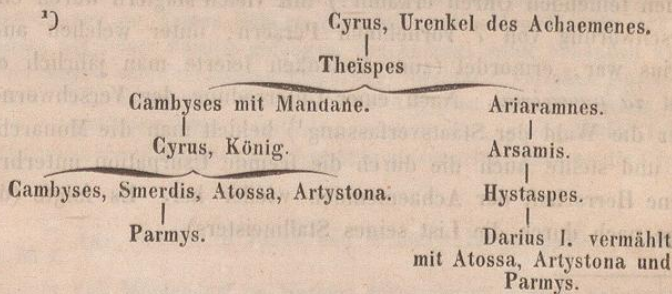 ¹)
Cyrus, Urenkel des Achaemenes.
Theïspes
Cambyses mit Mandane. Ariaramnes.
Cyrus, König. Arsamis.
Cambyses, Smerdis, Atossa, Artystona. Hystaspes.
Parmys. Darius I. vermählt
mit Atossa, Artystona und
Parmys.